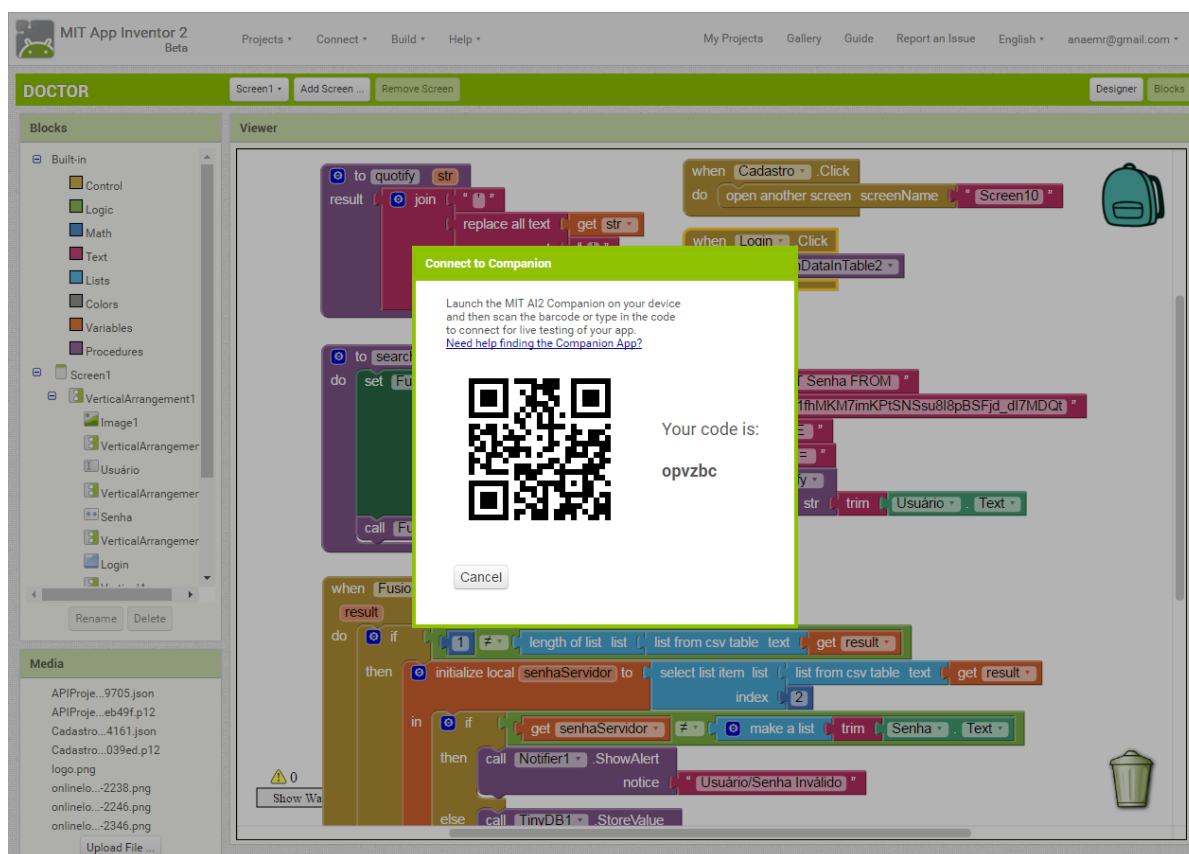 MIT App Inventor 2
Beta
Projects Connect Build Help My Projects Gallery Guide Report an Issue English anaemr@gmail.com
DOCTOR Screen1 Add Screen ... Remove Screen Designer Blocks
Blocks
Viewer
Built-in
Control
Logic
Math
Text
Lists
Colors
Variables
Procedures
Screen1
VerticalArrangement1
Image1
VerticalArrangemer
Usuário
VerticalArrangemer
Senha
VerticalArrangemer
Login
Rename Delete
Media
APIProje...9705.json
APIProje...eb49f.p12
Cadastro...4161.json
Cadastro...039ed.p12
logo.png
onlinelo...-2238.png
onlinelo...-2246.png
onlinelo...-2346.png
Upload File ...
to quotify str
result join " "
replace all text get str
when Cadastro .Click
do open another screen screenName " Screen10 "
when Login .Click
nDataInTable2
Connect to Companion
Launch the MIT AI2 Companion on your device
and then scan the barcode or type in the code
to connect for live testing of your app.
Need help finding the Companion App?
Your code is:
opvzbc
Cancel
to search
do set Fu
call Fu
T Senha FROM "
1fhMKM7imKPtSNSsu8I8pBSFjd_dI7MDQt "
= "
= "
fy
str trim Usuário . Text
when Fusio
result
do if 1 ≠ length of list list list from csv table text get result
then initialize local senhaServidor to select list item list list from csv table text get result
index 2
in if get senhaServidor ≠ make a list trim Senha . Text
then call Notifier1 .ShowAlert
notice " Usuário/Senha Inválido "
else call TinyDB1 .StoreValue
0
Show Wa